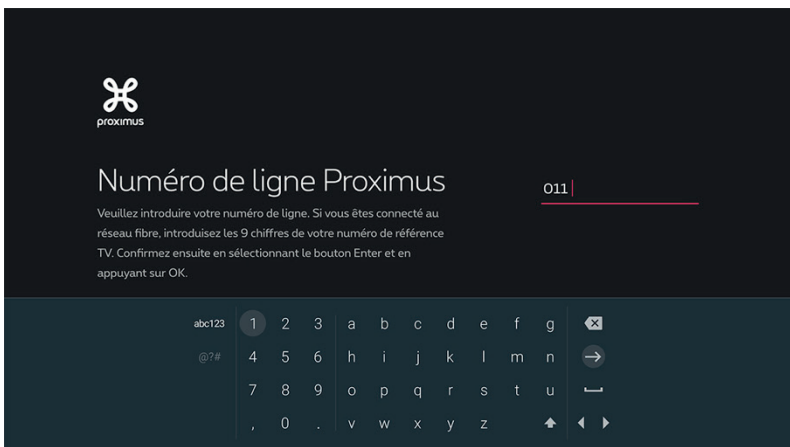 proximus
Numéro de ligne Proximus
011
Veuillez introduire votre numéro de ligne. Si vous êtes connecté au
réseau fibre, introduisez les 9 chiffres de votre numéro de référence
TV. Confirmez ensuite en sélectionnant le bouton Enter et en
appuyant sur OK.
abc123 1 2 3 a b c d e f g
@?# 4 5 6 h i j k l m n
7 8 9 o p q r s t u
, 0 . v w x y z